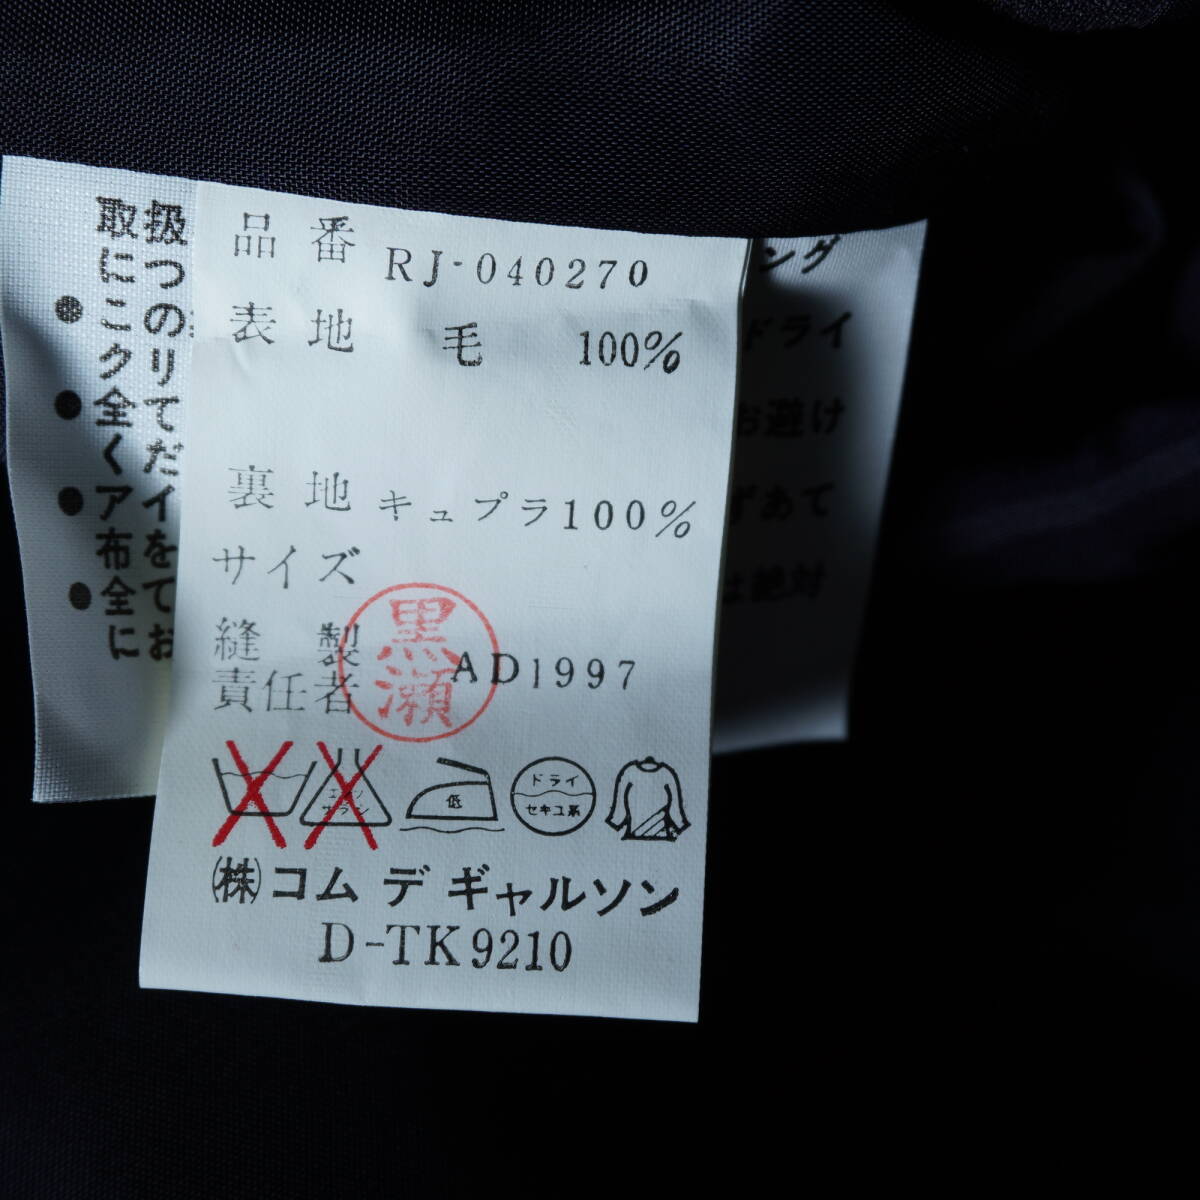 品番 RJ-040270
表地 毛 100%
裏地 キュプラ100%
サイズ
縫製
責任者 黒瀬 AD1997
低
ドライ
セキユ系
(株)コム デ ギャルソン
D-TK9210
取扱
につ
●この
クリ
●全て
くだ
●アイ
布を
●全て
にお
ング
ドライ
お避け
ずあて
は絶対